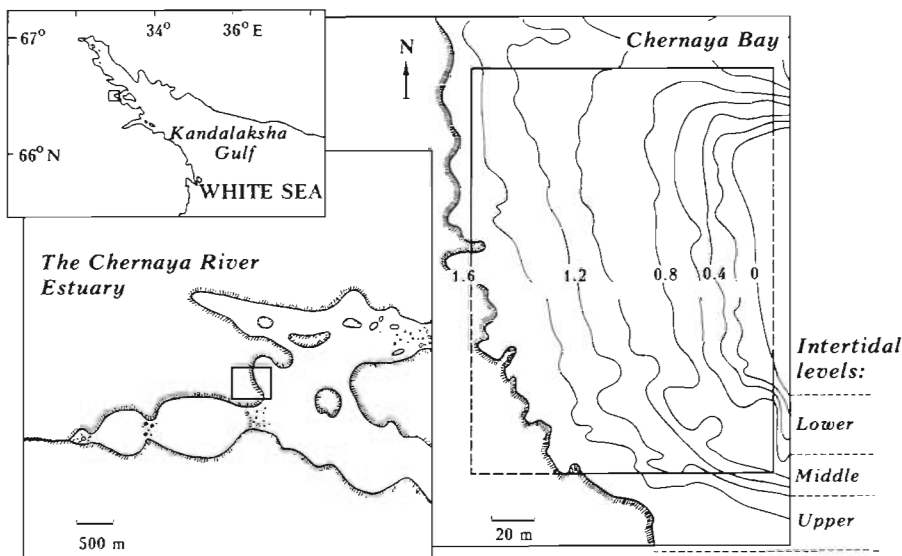 34° 36° E
67°
66° N
Kandalaksha
Gulf
WHITE SEA
The Chernaya River
Estuary
500 m
N
Chernaya Bay
1.6 1.2 0.8 0.4 0
20 m
Intertidal
levels:
Lower
Middle
Upper